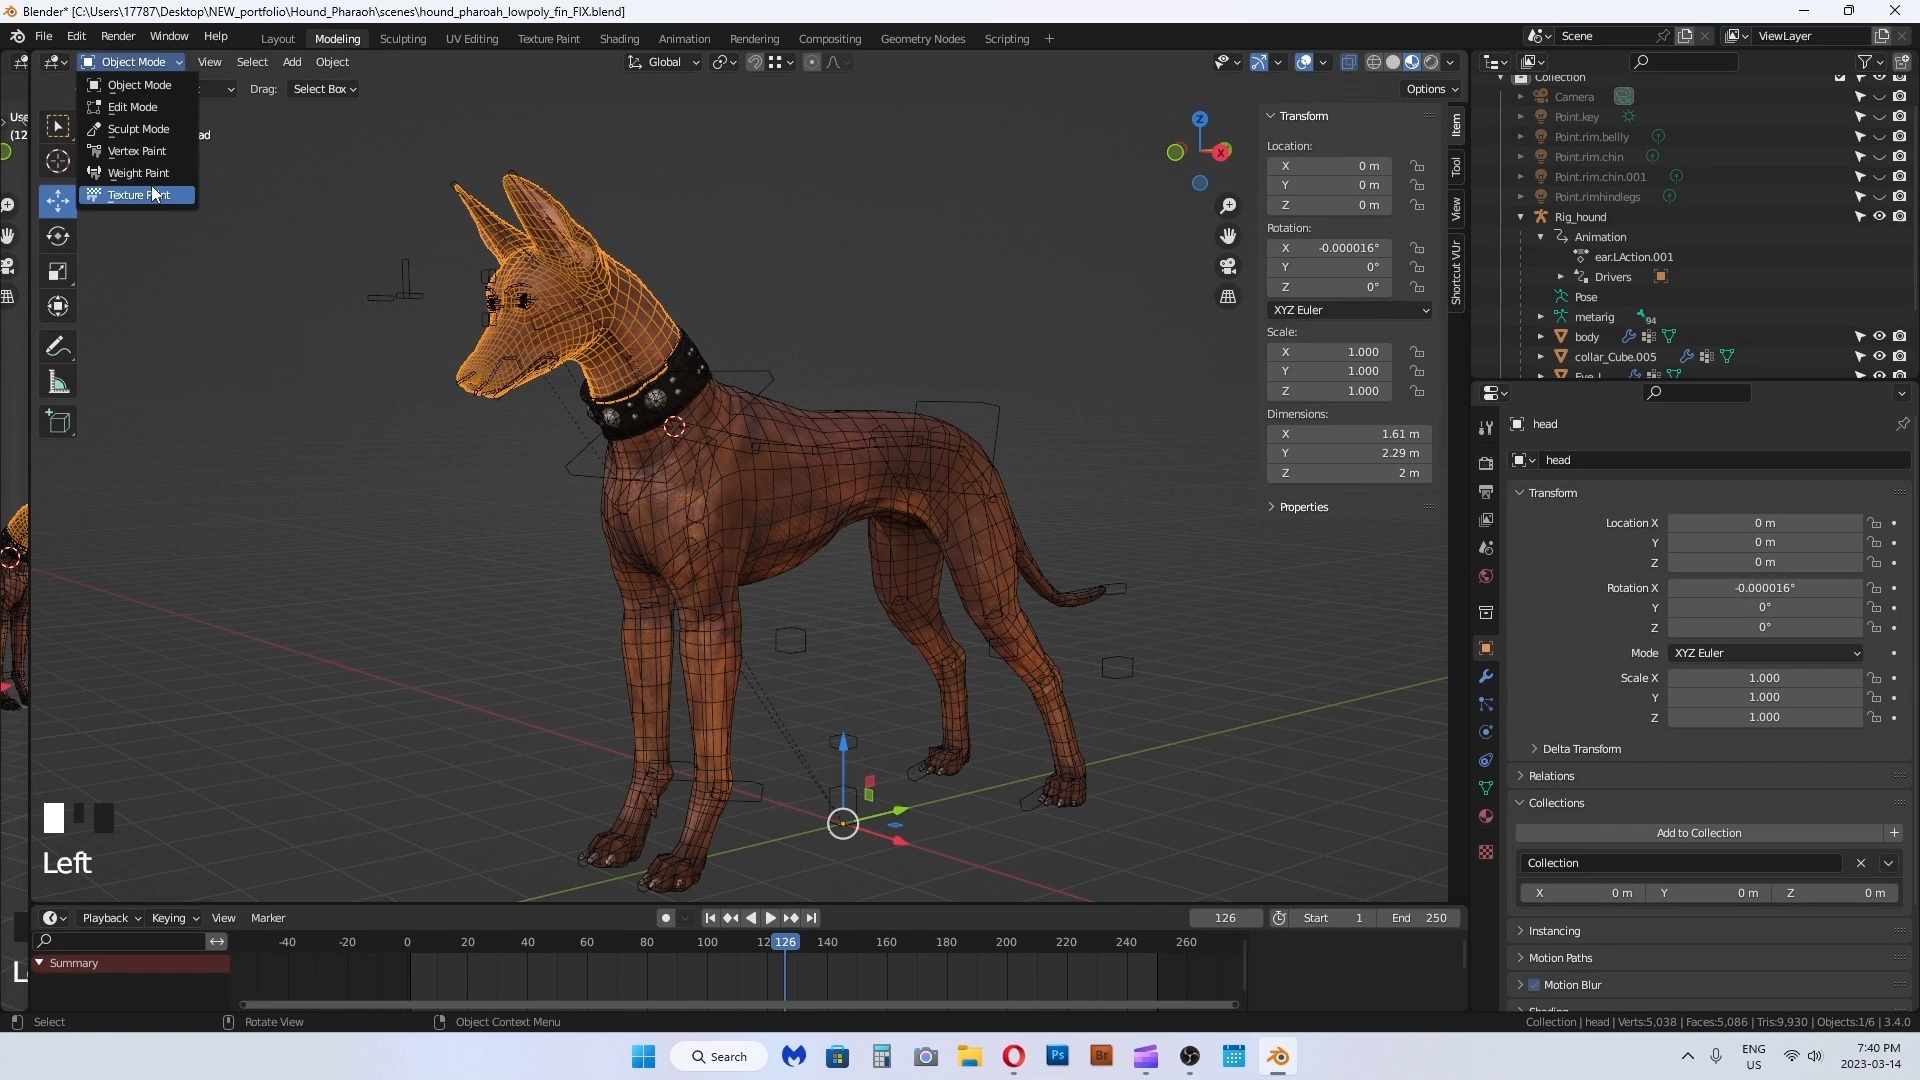 Blender* [C:\Users\17787\Desktop\NEW_portfolio\Hound_Pharaoh\scenes\hound_pharoah_lowpoly_fin_FIX.blend]
File Edit Render Window Help
Layout Modeling Sculpting UV Editing Texture Paint Shading Animation Rendering Compositing Geometry Nodes Scripting +
Scene
ViewLayer
Object Mode View Select Add Object
Global
Drag: Select Box
Options
Object Mode
Edit Mode
Sculpt Mode
Vertex Paint
Weight Paint
Texture Paint
Use
(12
ad
Z
X
Transform
Location:
X 0 m
Y 0 m
Z 0 m
Rotation:
X -0.000016°
Y 0°
Z 0°
XYZ Euler
Scale:
X 1.000
Y 1.000
Z 1.000
Dimensions:
X 1.61 m
Y 2.29 m
Z 2 m
Properties
Item
Tool
View
Shortcut VUr
Collection
Camera
Point.key
Point.rim.bellly
Point.rim.chin
Point.rim.chin.001
Point.rimhindlegs
Rig_hound
Animation
ear.LAction.001
Drivers
Pose
metarig 94
body
collar_Cube.005
head
head
Transform
Location X 0 m
Y 0 m
Z 0 m
Rotation X -0.000016°
Y 0°
Z 0°
Mode XYZ Euler
Scale X 1.000
Y 1.000
Z 1.000
Delta Transform
Relations
Collections
Add to Collection +
Collection
X 0 m Y 0 m Z 0 m
Instancing
Motion Paths
Motion Blur
Left
Playback Keying View Marker
126 Start 1 End 250
-40 -20 0 20 40 60 80 100 12 126 140 160 180 200 220 240 260
Summary
Select Rotate View Object Context Menu
Collection | head | Verts:5,038 | Faces:5,086 | Tris:9,930 | Objects:1/6 | 3.4.0
Search
Ps
Br
ENG
US
7:40 PM
2023-03-14